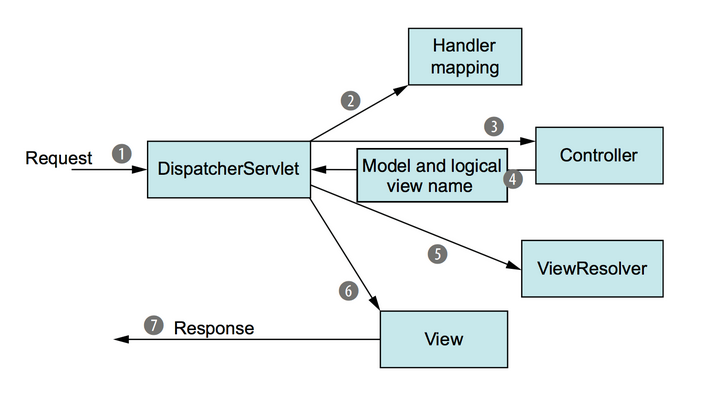 Handler
mapping
2
3
1
Request
DispatcherServlet
Model and logical
view name
4
Controller
5
ViewResolver
6
7
Response
View